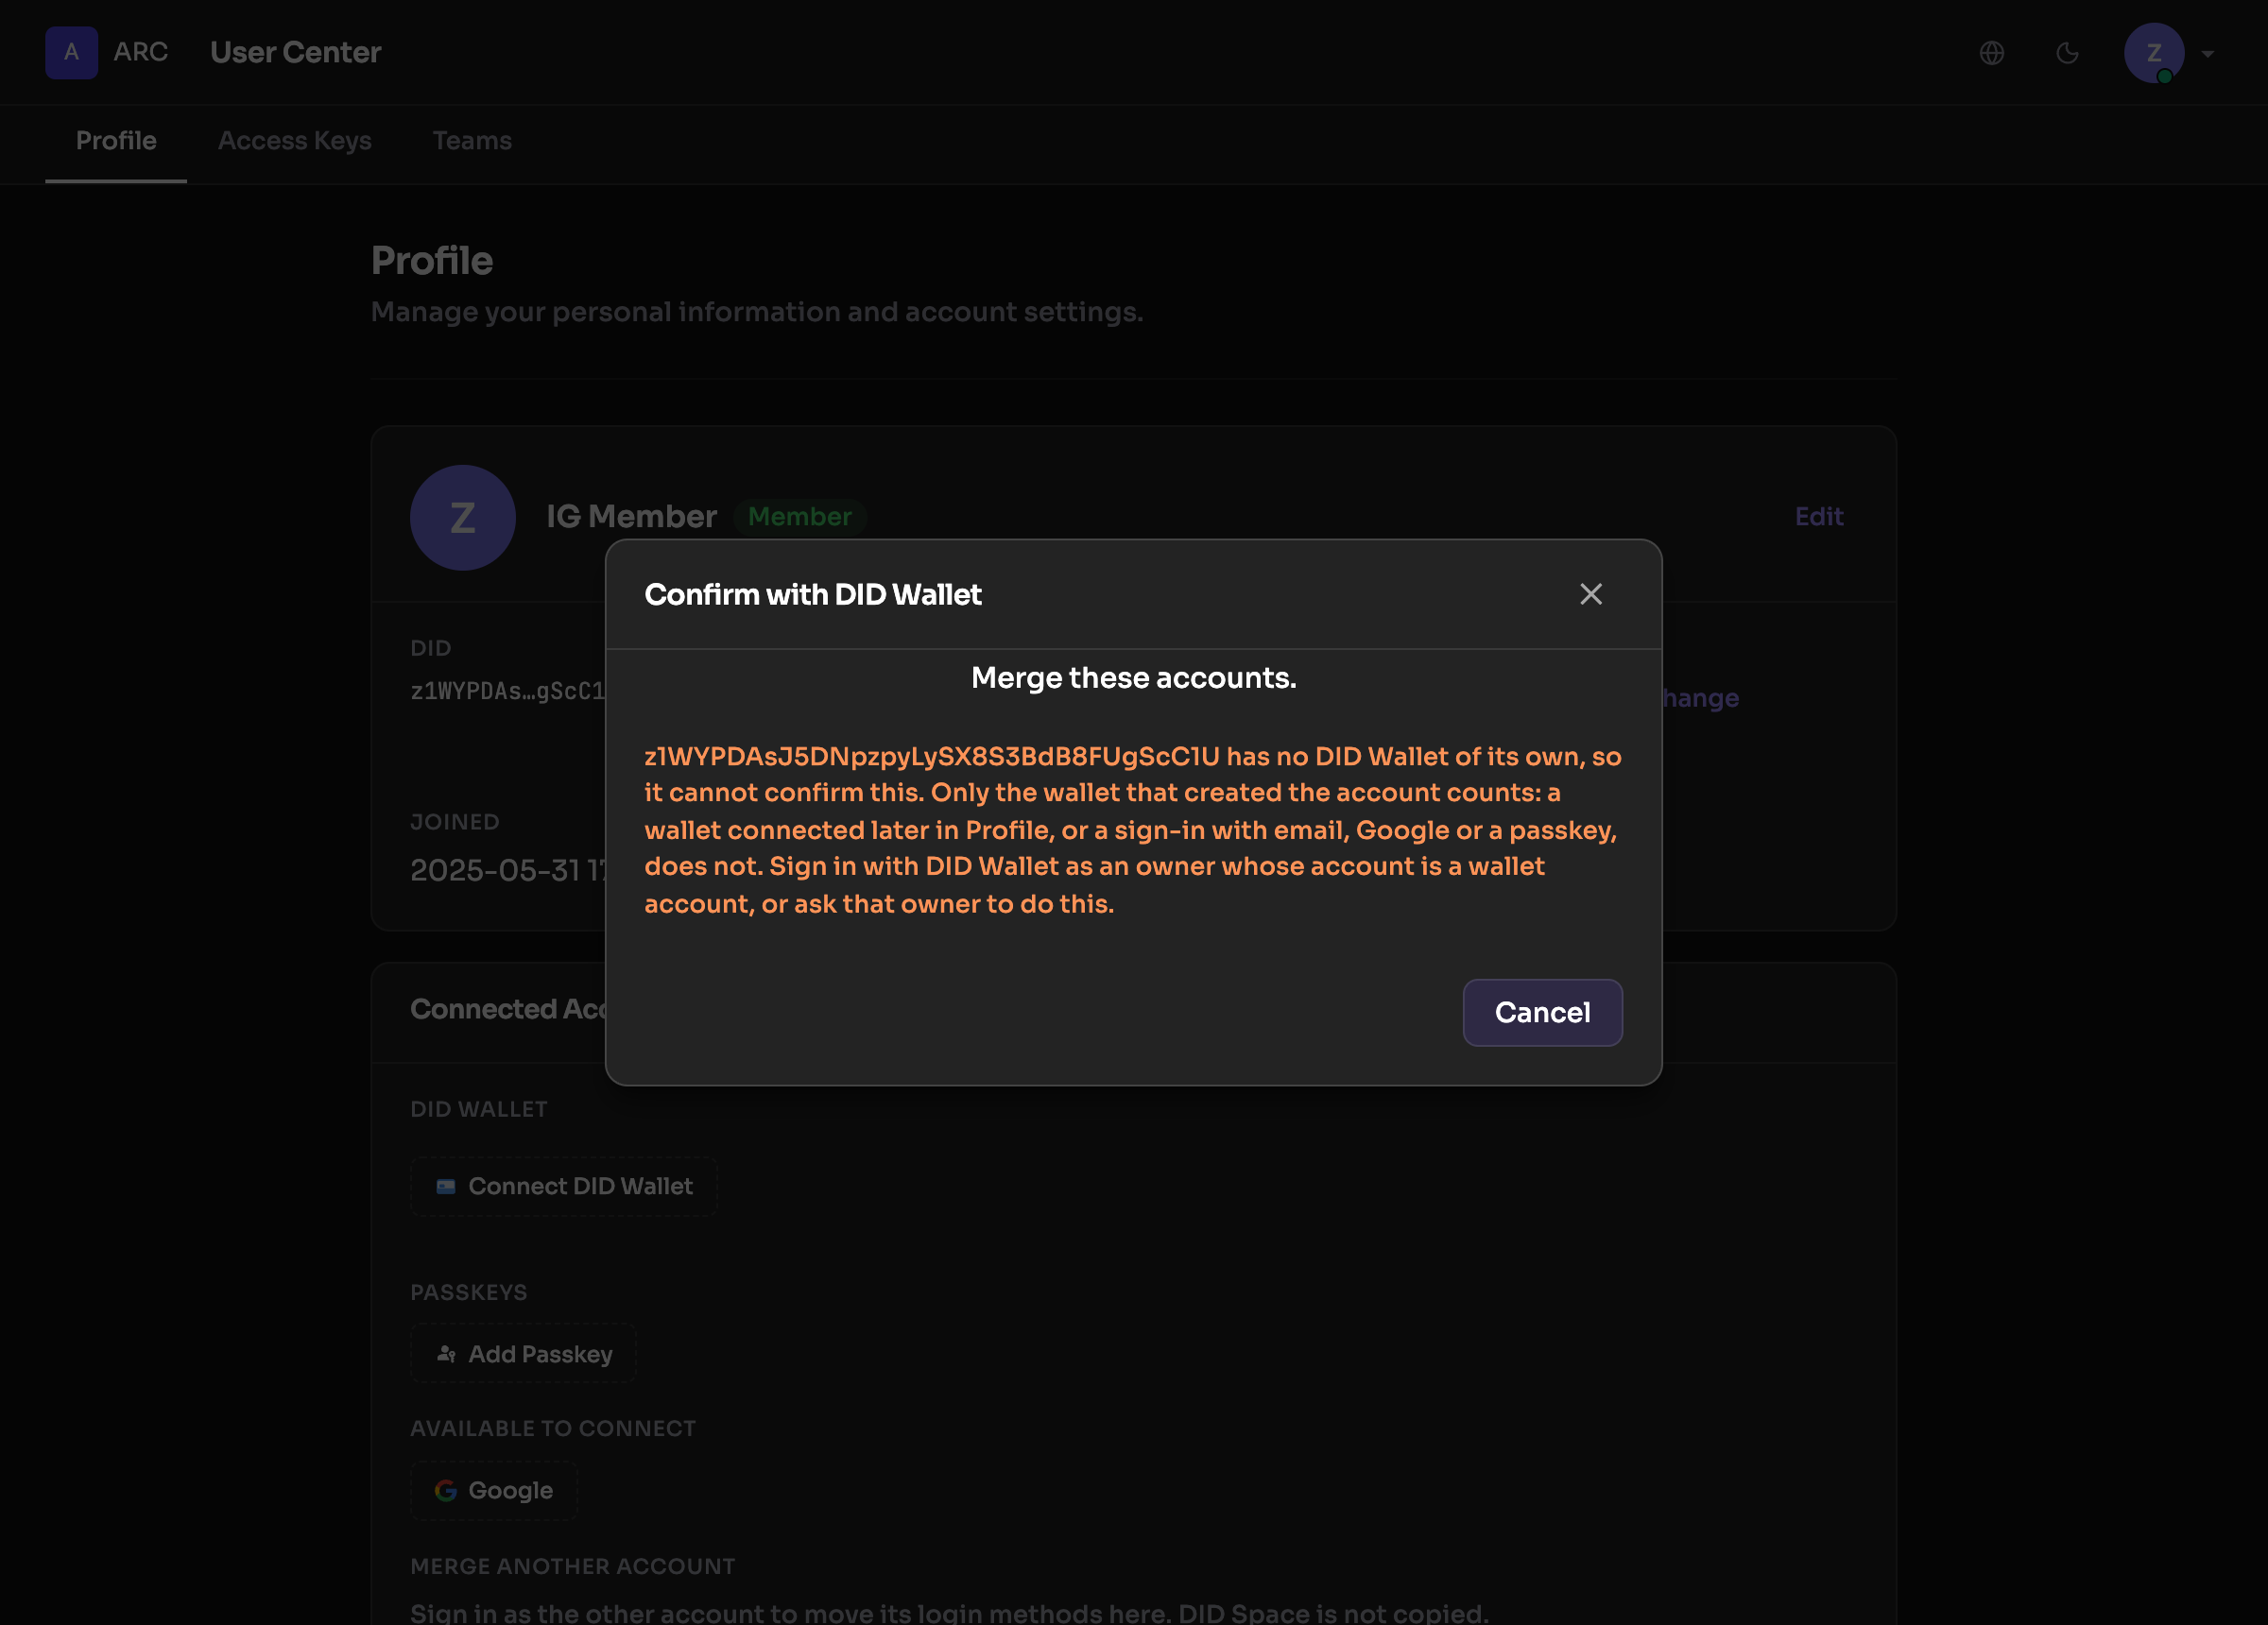 A ARC User Center Z
Profile Access Keys Teams
Profile
Manage your personal information and account settings.
Z IG Member Member Edit
DID
z1WYPDAs…gScC1
hange
JOINED
2025-05-31 17
Confirm with DID Wallet
Merge these accounts.
z1WYPDAsJ5DNpzpyLySX8S3BdB8FUgScC1U has no DID Wallet of its own, so
it cannot confirm this. Only the wallet that created the account counts: a
wallet connected later in Profile, or a sign-in with email, Google or a passkey,
does not. Sign in with DID Wallet as an owner whose account is a wallet
account, or ask that owner to do this.
Cancel
Connected Acc
DID WALLET
Connect DID Wallet
PASSKEYS
Add Passkey
AVAILABLE TO CONNECT
Google
MERGE ANOTHER ACCOUNT
Sign in as the other account to move its login methods here. DID Space is not copied.